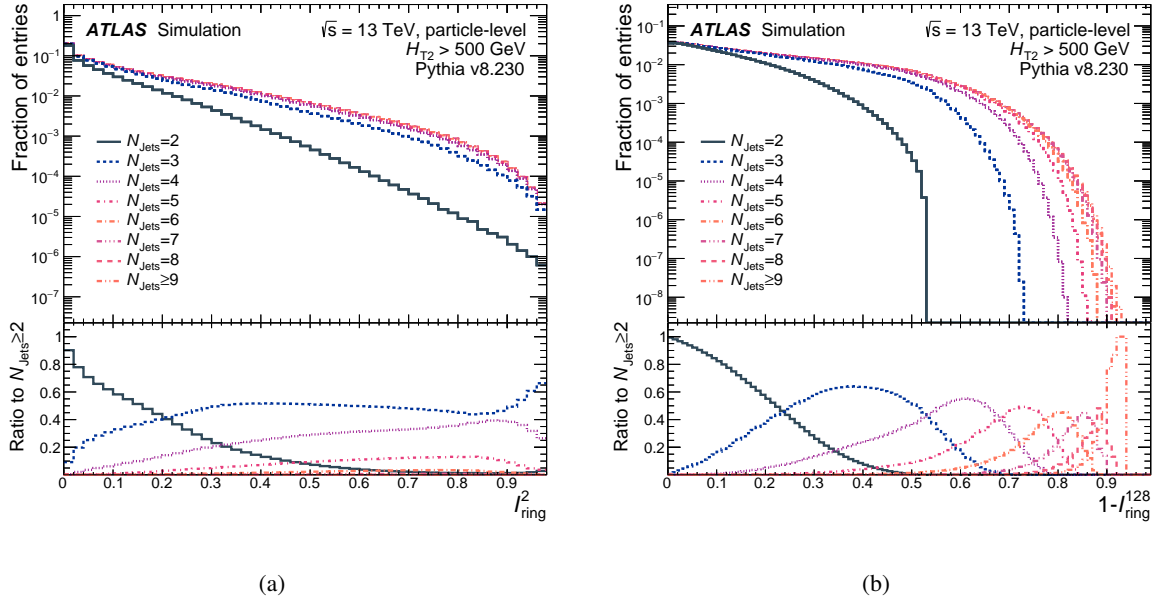 ATLAS Simulation
√s = 13 TeV, particle-level
H_T2 > 500 GeV
Pythia v8.230
Fraction of entries
10⁻¹
10⁻²
10⁻³
10⁻⁴
10⁻⁵
10⁻⁶
10⁻⁷
N_Jets=2
N_Jets=3
N_Jets=4
N_Jets=5
N_Jets=6
N_Jets=7
N_Jets=8
N_Jets≥9
Ratio to N_Jets≥2
1
0.8
0.6
0.4
0.2
0 0.1 0.2 0.3 0.4 0.5 0.6 0.7 0.8 0.9
I²_ring
(a)
ATLAS Simulation
√s = 13 TeV, particle-level
H_T2 > 500 GeV
Pythia v8.230
Fraction of entries
10⁻¹
10⁻²
10⁻³
10⁻⁴
10⁻⁵
10⁻⁶
10⁻⁷
10⁻⁸
N_Jets=2
N_Jets=3
N_Jets=4
N_Jets=5
N_Jets=6
N_Jets=7
N_Jets=8
N_Jets≥9
Ratio to N_Jets≥2
1
0.8
0.6
0.4
0.2
0 0.1 0.2 0.3 0.4 0.5 0.6 0.7 0.8 0.9
1-I¹²⁸_ring
(b)